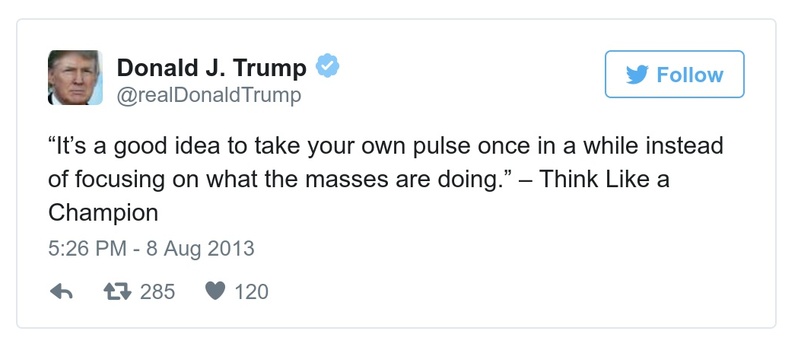 Donald J. Trump
@realDonaldTrump
Follow
“It’s a good idea to take your own pulse once in a while instead
of focusing on what the masses are doing.” – Think Like a
Champion
5:26 PM - 8 Aug 2013
285 120